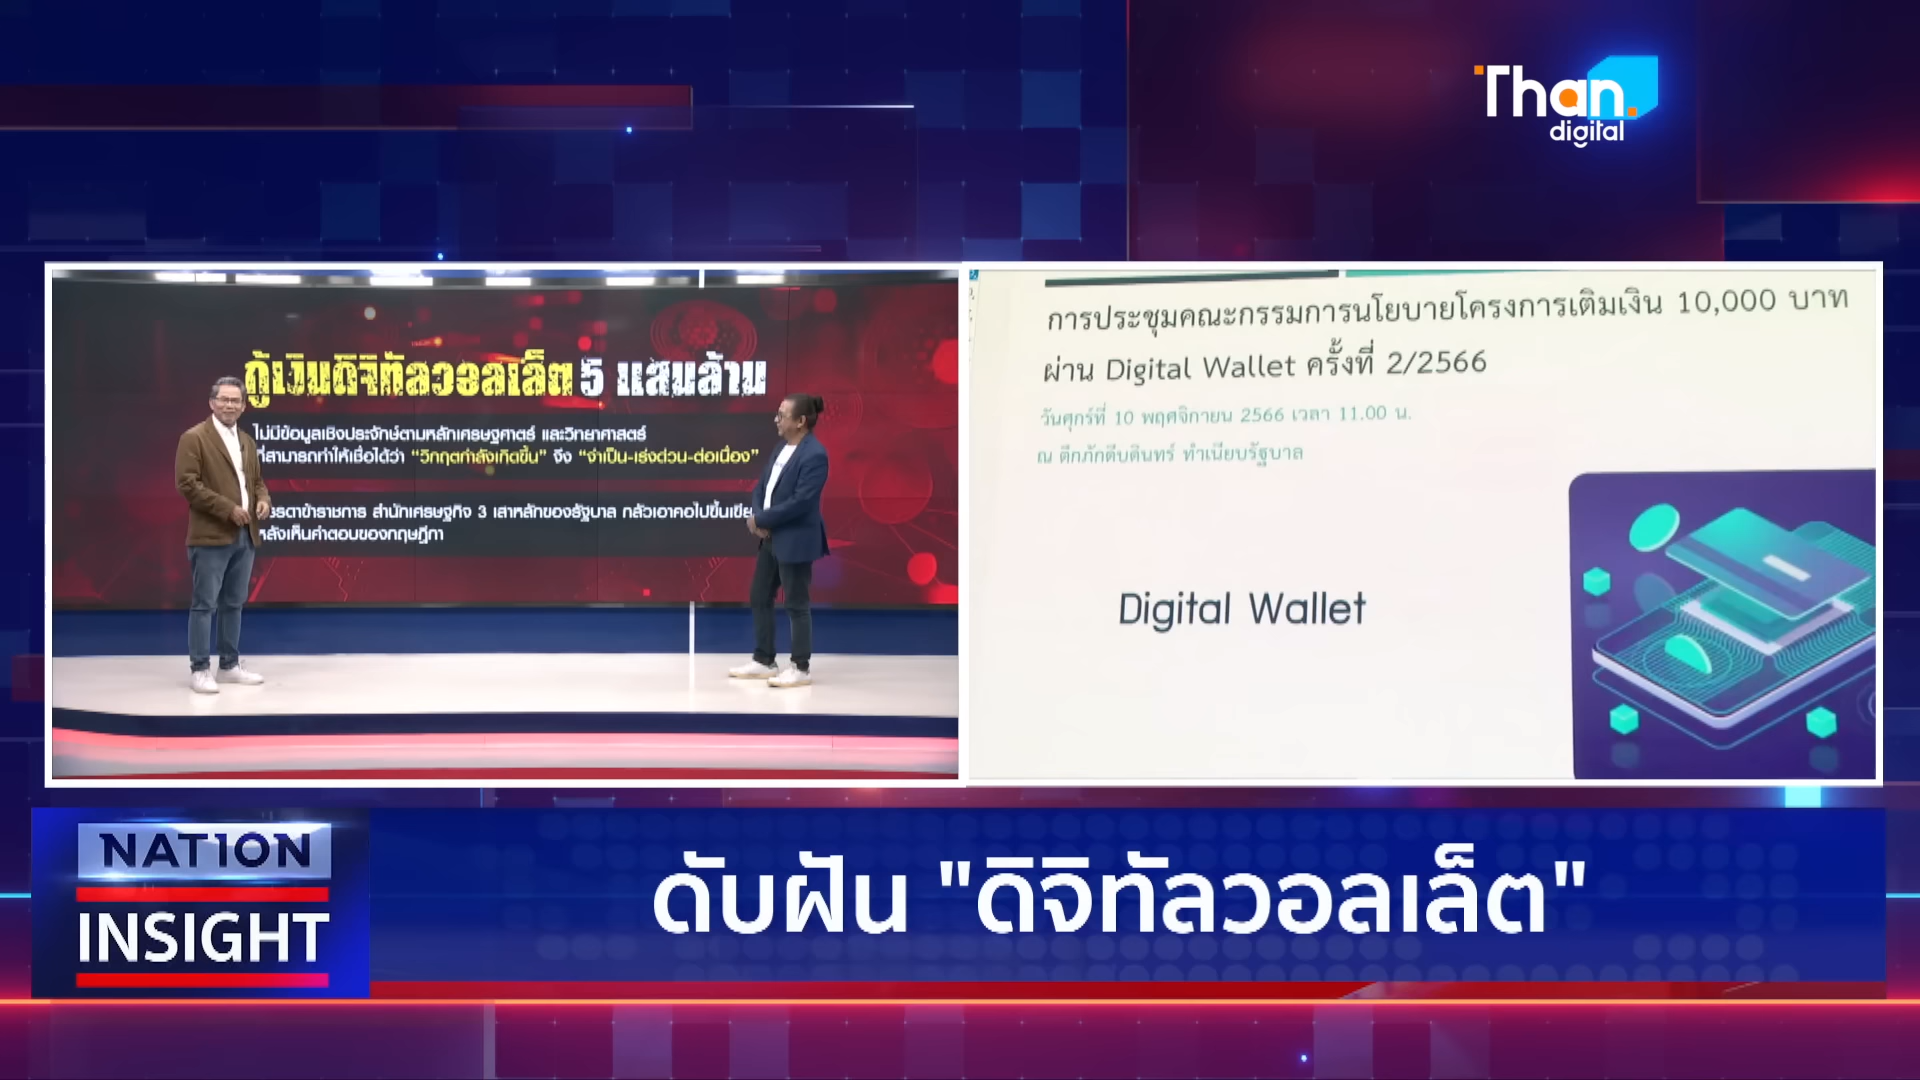 Than.
digital
กู้เงินดิจิทัลวอลเล็ต 5 แสนล้าน
ไม่มีข้อมูลเชิงประจักษ์ตามหลักเศรษฐศาตร์ และวิทยาศาสตร์
ที่สามารถทำให้เชื่อได้ว่า “วิกฤตกำลังเกิดขึ้น” จึง “จำเป็น-เร่งด่วน-ต่อเนื่อง”
ข้าราชการ สำนักเศรษฐกิจ 3 เสาหลักของรัฐบาล กลัวเอาคอไปขึ้นเขีย
หลังเห็นคำตอบของกฤษฎีกา
การประชุมคณะกรรมการนโยบายโครงการเติมเงิน 10,000 บาท
ผ่าน Digital Wallet ครั้งที่ 2/2566
วันศุกร์ที่ 10 พฤศจิกายน 2566 เวลา 11.00 น.
ณ ตึกภักดีบดินทร์ ทำเนียบรัฐบาล
Digital Wallet
NATION
INSIGHT
ดับฝัน "ดิจิทัลวอลเล็ต"